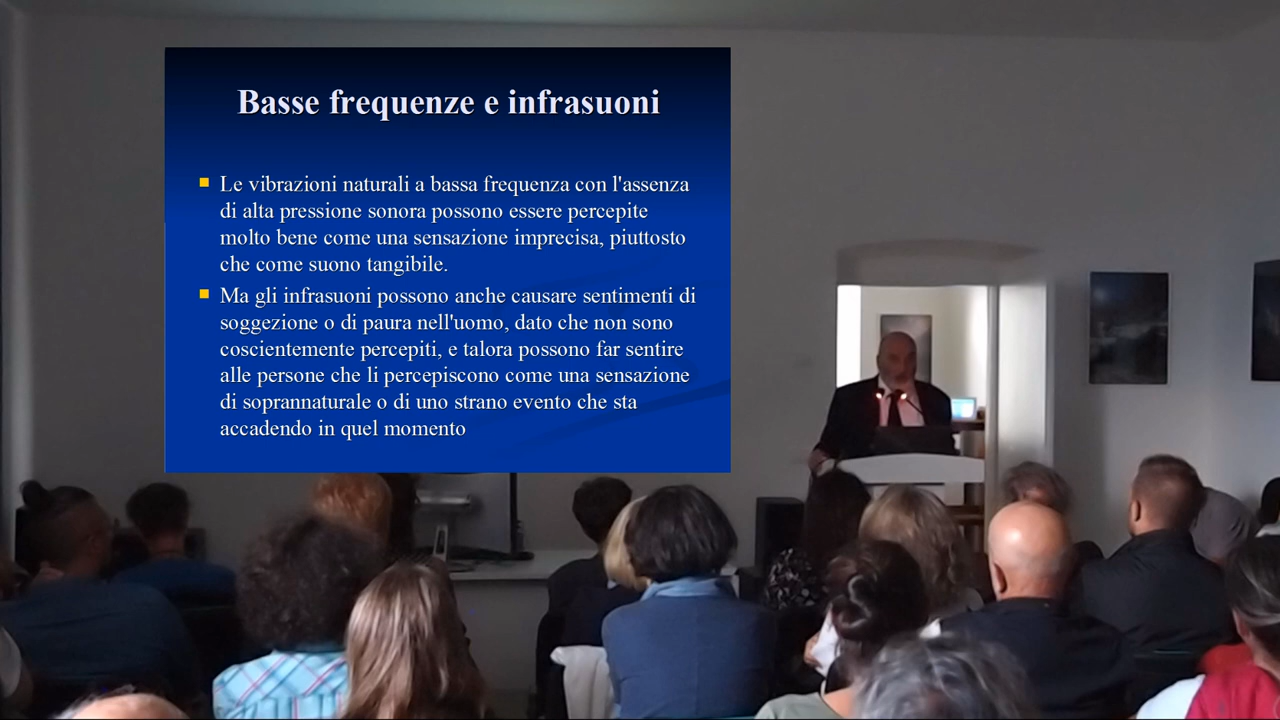 Basse frequenze e infrasuoni
Le vibrazioni naturali a bassa frequenza con l'assenza
di alta pressione sonora possono essere percepite
molto bene come una sensazione imprecisa, piuttosto
che come suono tangibile.
Ma gli infrasuoni possono anche causare sentimenti di
soggezione o di paura nell'uomo, dato che non sono
coscientemente percepiti, e talora possono far sentire
alle persone che li percepiscono come una sensazione
di soprannaturale o di uno strano evento che sta
accadendo in quel momento